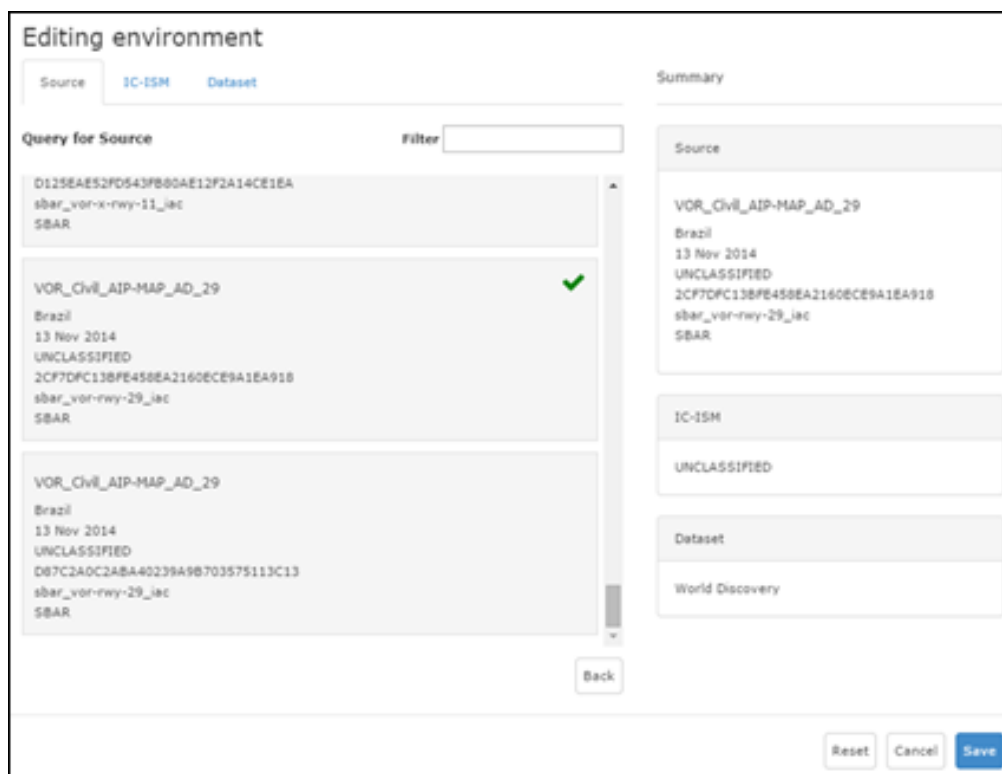 Editing environment
Source IC-ISM Dataset
Query for Source Filter
D125EAE52FD543FB80AE12F2A14CE1EA
sbar_vor-x-rwy-11_iac
SBAR
VOR_Civil_AIP-MAP_AD_29
Brazil
13 Nov 2014
UNCLASSIFIED
2CF7DFC13BFE458EA2160ECE9A1EA918
sbar_vor-rwy-29_iac
SBAR
VOR_Civil_AIP-MAP_AD_29
Brazil
13 Nov 2014
UNCLASSIFIED
D87C2A0C2ABA40239A9B703575113C13
sbar_vor-rwy-29_iac
SBAR
Back
Summary
Source
VOR_Civil_AIP-MAP_AD_29
Brazil
13 Nov 2014
UNCLASSIFIED
2CF7DFC13BFE458EA2160ECE9A1EA918
sbar_vor-rwy-29_iac
SBAR
IC-ISM
UNCLASSIFIED
Dataset
World Discovery
Reset Cancel Save